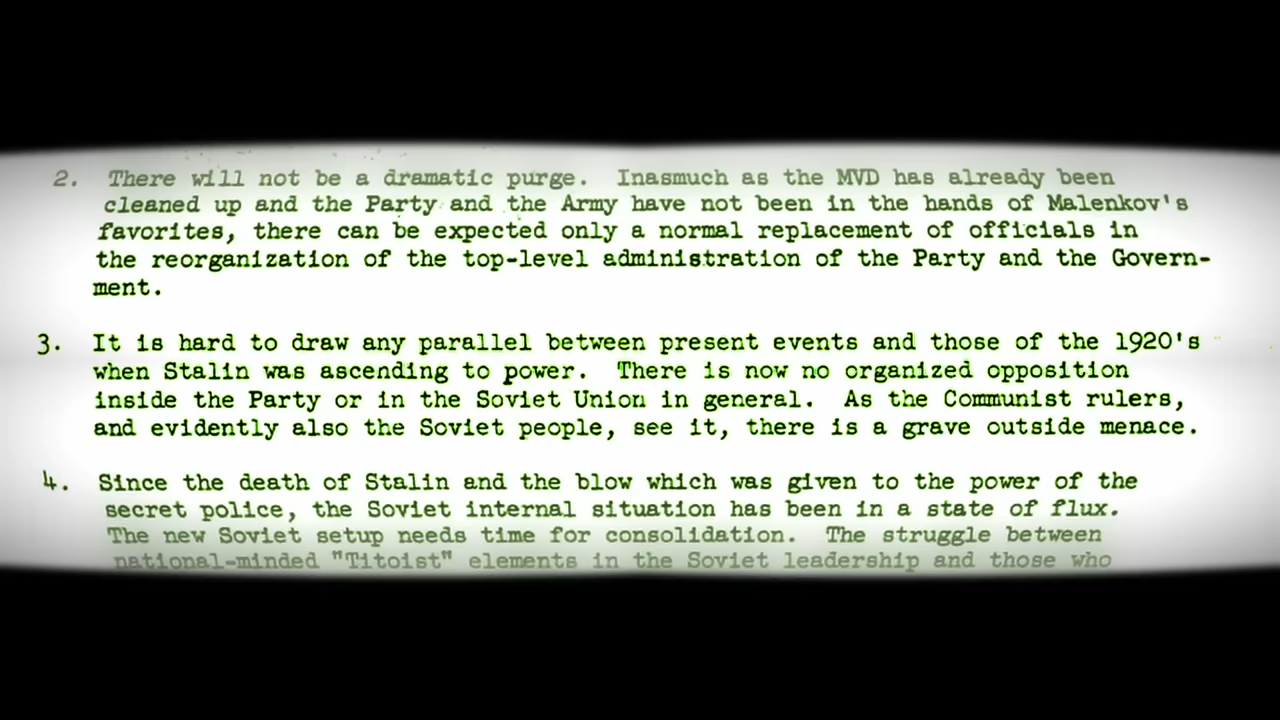 2. There will not be a dramatic purge. Inasmuch as the MVD has already been
cleaned up and the Party and the Army have not been in the hands of Malenkov's
favorites, there can be expected only a normal replacement of officials in
the reorganization of the top-level administration of the Party and the Govern-
ment.
3. It is hard to draw any parallel between present events and those of the 1920's
when Stalin was ascending to power. There is now no organized opposition
inside the Party or in the Soviet Union in general. As the Communist rulers,
and evidently also the Soviet people, see it, there is a grave outside menace.
4. Since the death of Stalin and the blow which was given to the power of the
secret police, the Soviet internal situation has been in a state of flux.
The new Soviet setup needs time for consolidation. The struggle between
national-minded "Titoist" elements in the Soviet leadership and those who